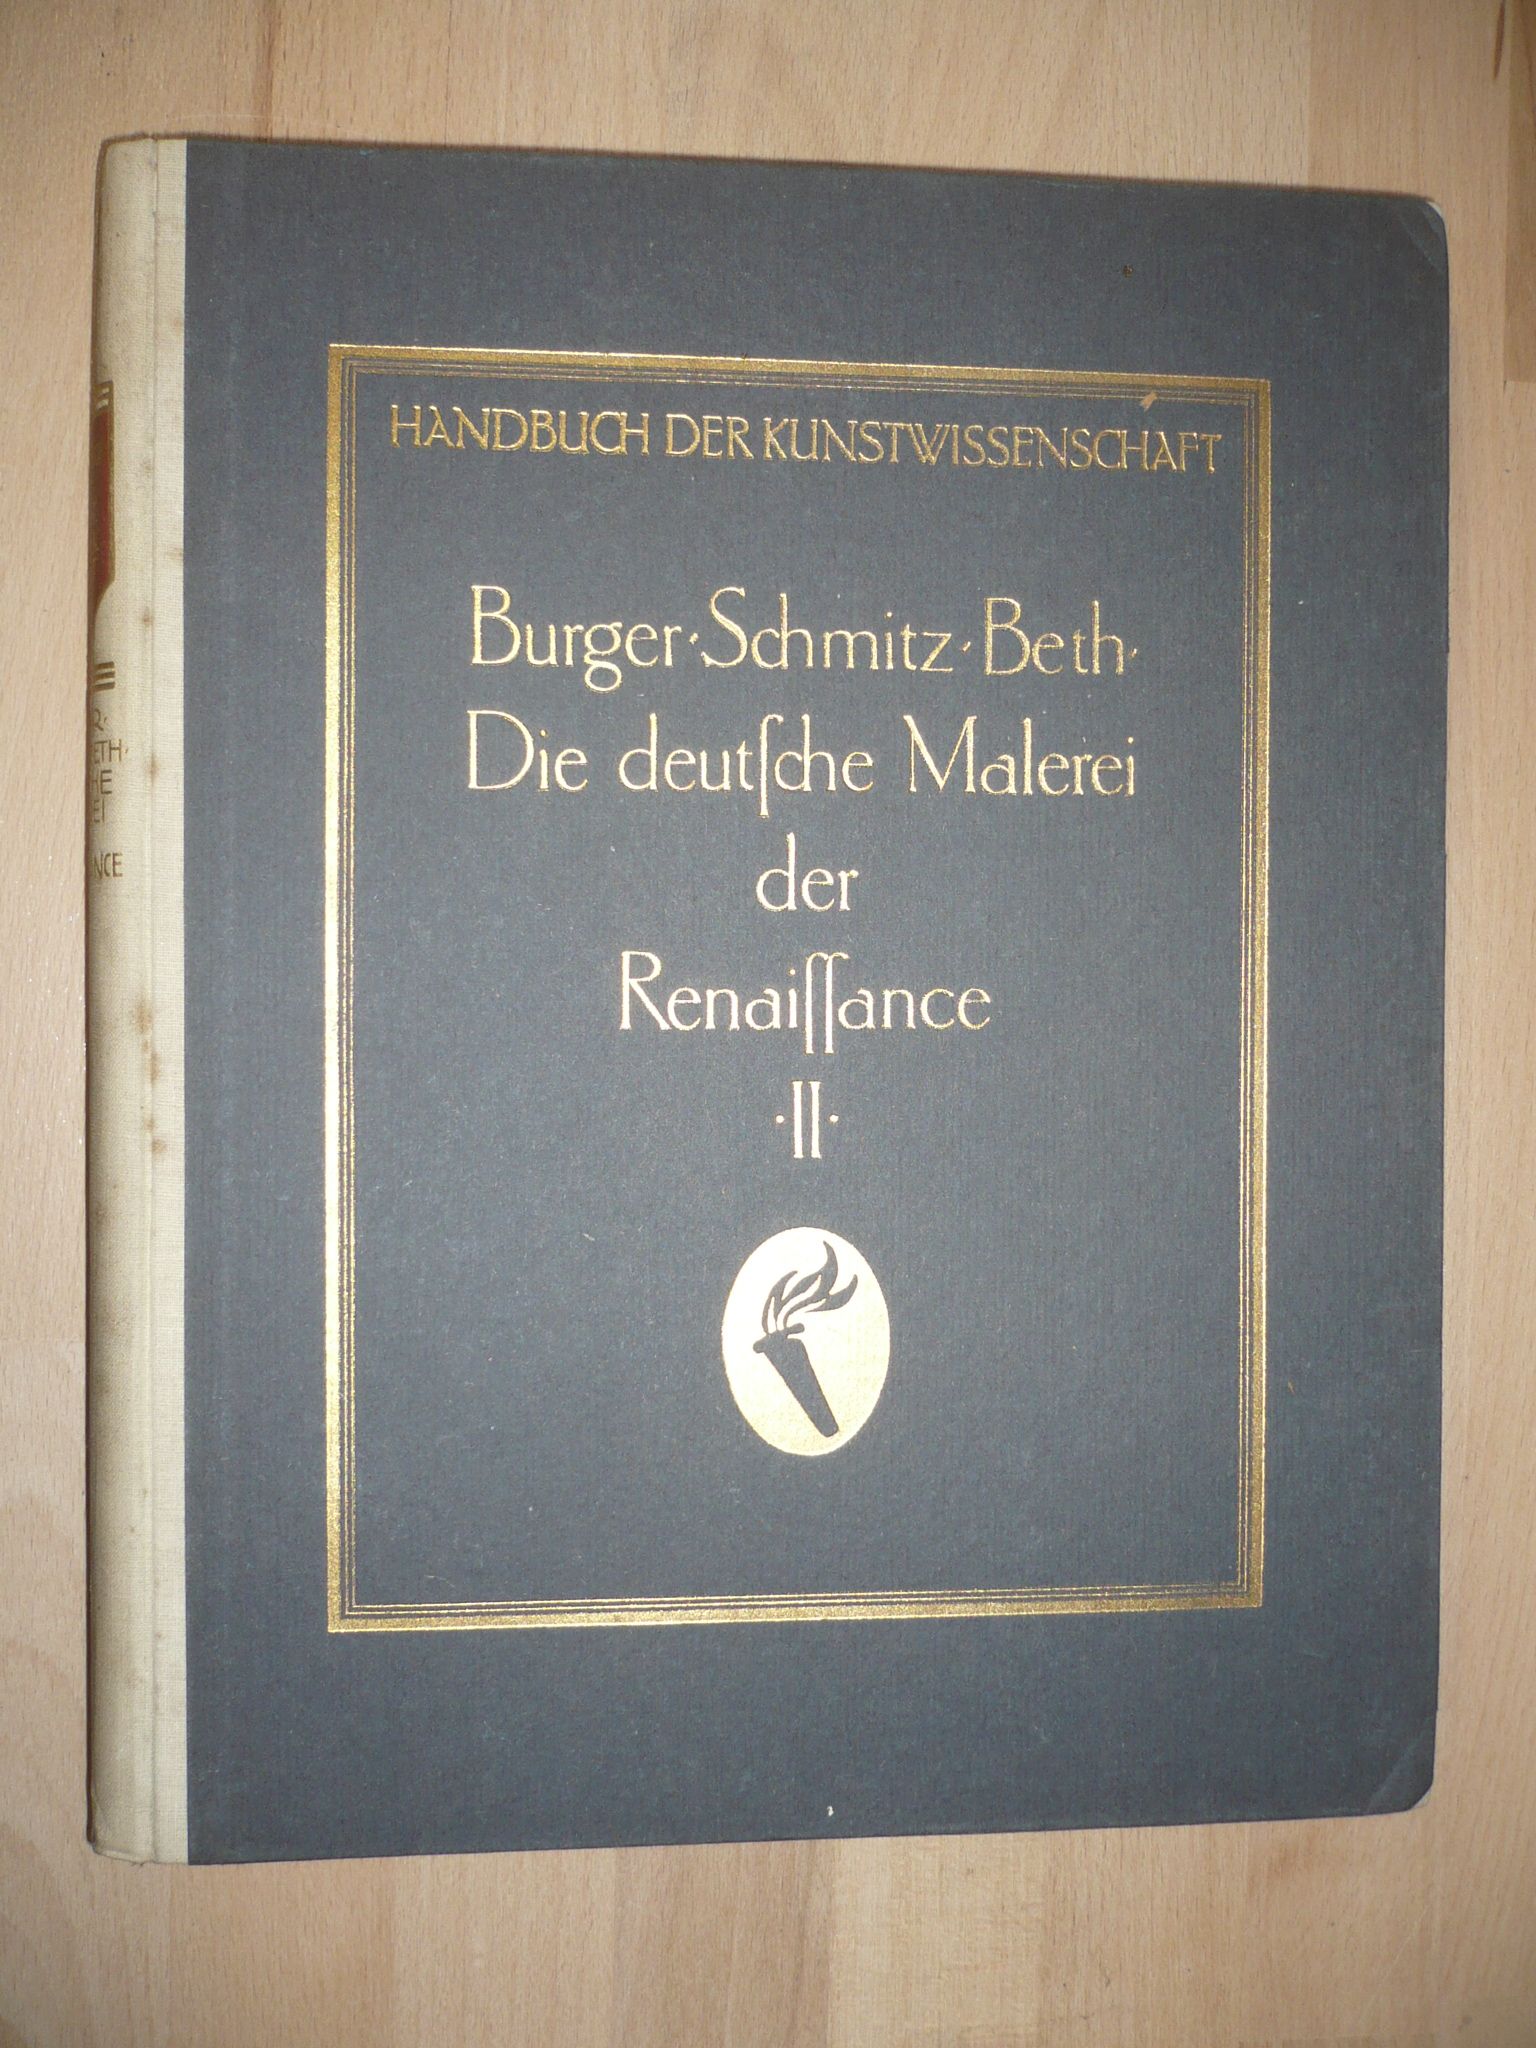 HANDBUCH DER KUNSTWISSENSCHAFT
Burger·Schmitz·Beth·
Die deutſche Malerei
der
Renaiſſance
·II·